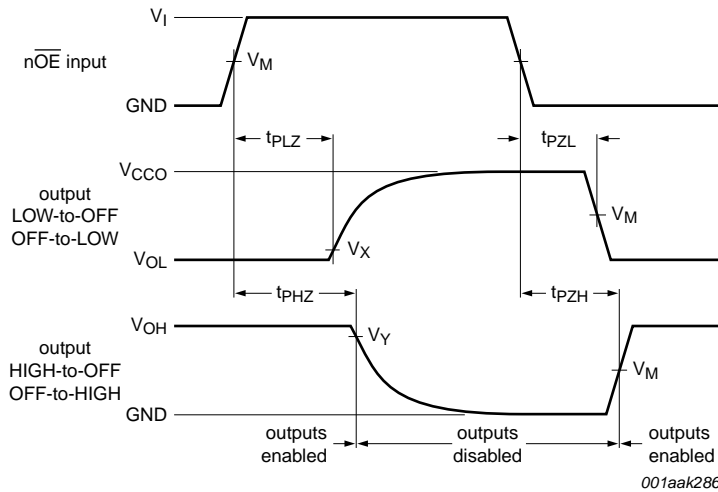 V_I
nOE input
V_M
GND
t_PLZ
t_PZL
V_CCO
output
LOW-to-OFF
OFF-to-LOW
V_M
V_X
V_OL
t_PHZ
t_PZH
V_OH
V_Y
output
HIGH-to-OFF
OFF-to-HIGH
V_M
GND
outputs
enabled
outputs
disabled
outputs
enabled
001aak286